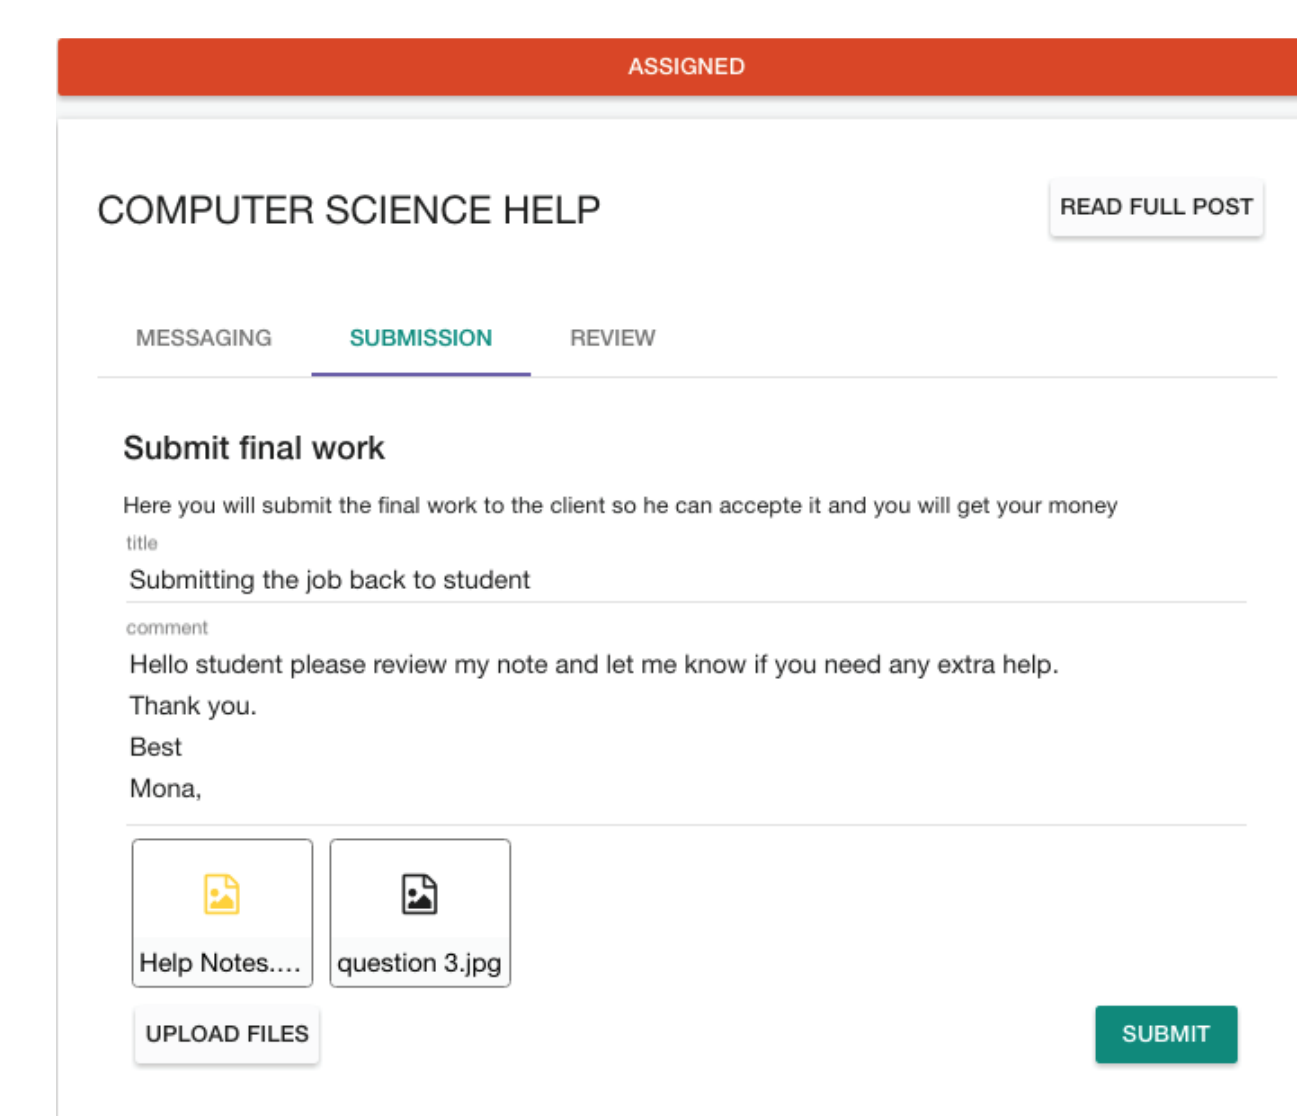 ASSIGNED
COMPUTER SCIENCE HELP
READ FULL POST
MESSAGING SUBMISSION REVIEW
Submit final work
Here you will submit the final work to the client so he can accepte it and you will get your money
title
Submitting the job back to student
comment
Hello student please review my note and let me know if you need any extra help.
Thank you.
Best
Mona,
Help Notes.... question 3.jpg
UPLOAD FILES SUBMIT